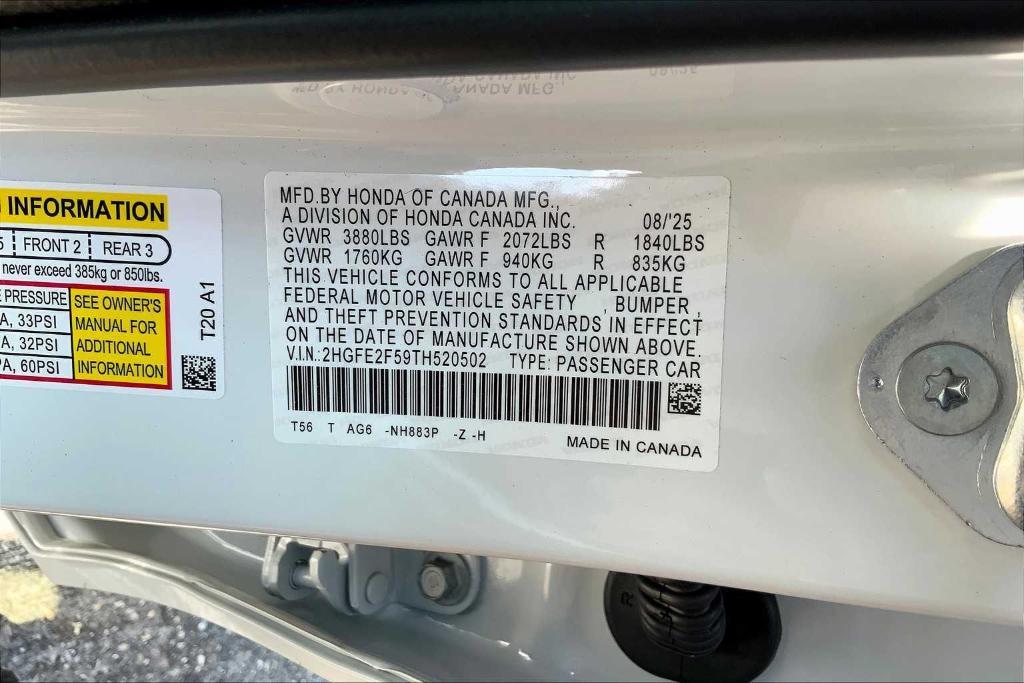 INFORMATION
5 FRONT 2 REAR 3
never exceed 385kg or 850lbs.
PRESSURE SEE OWNER'S
A, 33PSI MANUAL FOR
A, 32PSI ADDITIONAL
PA, 60PSI INFORMATION
T20 A1
MFD.BY HONDA OF CANADA MFG.,
A DIVISION OF HONDA CANADA INC. 08/'25
GVWR 3880LBS GAWR F 2072LBS R 1840LBS
GVWR 1760KG GAWR F 940KG R 835KG
THIS VEHICLE CONFORMS TO ALL APPLICABLE
FEDERAL MOTOR VEHICLE SAFETY , BUMPER ,
AND THEFT PREVENTION STANDARDS IN EFFECT
ON THE DATE OF MANUFACTURE SHOWN ABOVE.
V.I.N.:2HGFE2F59TH520502 TYPE: PASSENGER CAR
T56 T AG6 -NH883P -Z -H
MADE IN CANADA
R